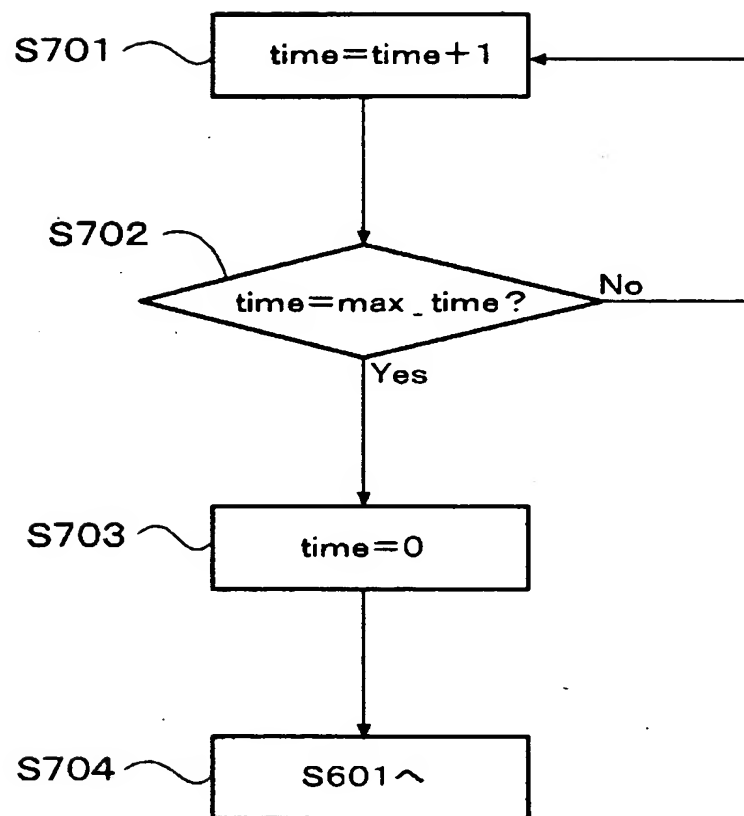 S701
time=time+1
S702
time=max_time?
No
Yes
S703
time=0
S704
S601へ